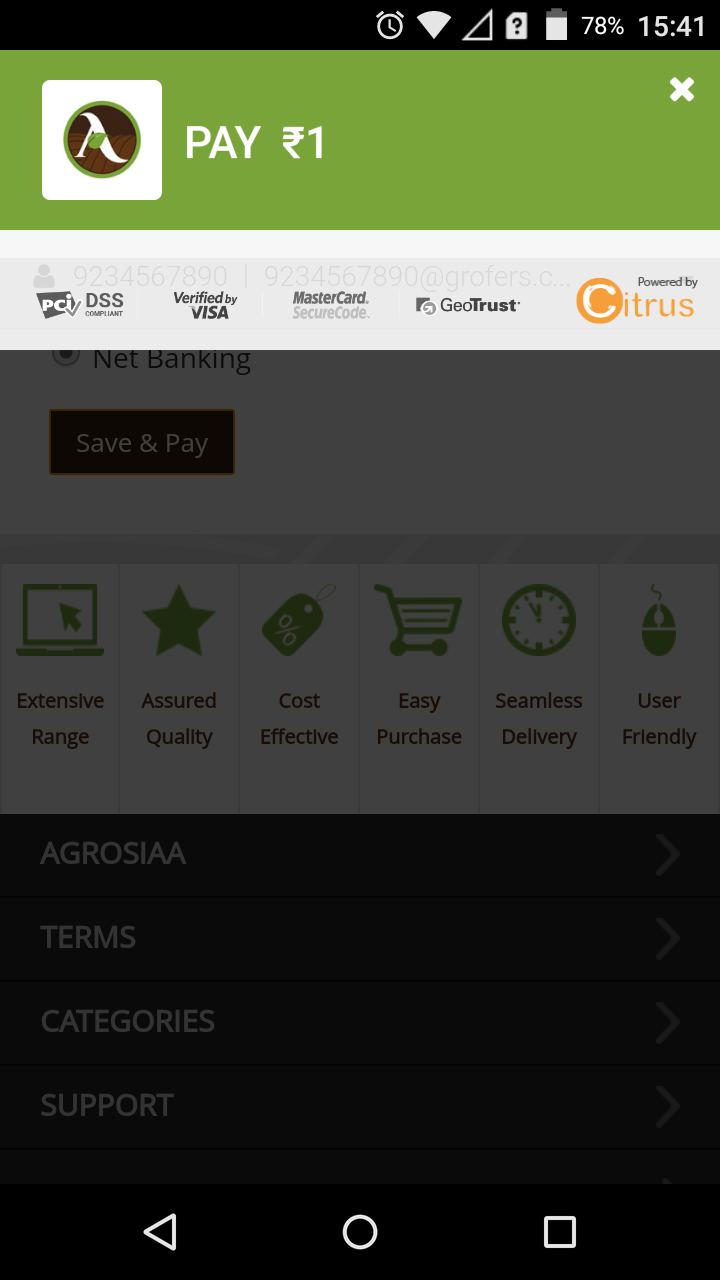 78% 15:41
PAY ₹1
9234567890 | 9234567890@grofers.c...
PCI DSS COMPLIANT
Verified by VISA
MasterCard. SecureCode.
GeoTrust
Powered by Citrus
Net Banking
Save & Pay
Extensive Range
Assured Quality
Cost Effective
Easy Purchase
Seamless Delivery
User Friendly
AGROSIAA
TERMS
CATEGORIES
SUPPORT